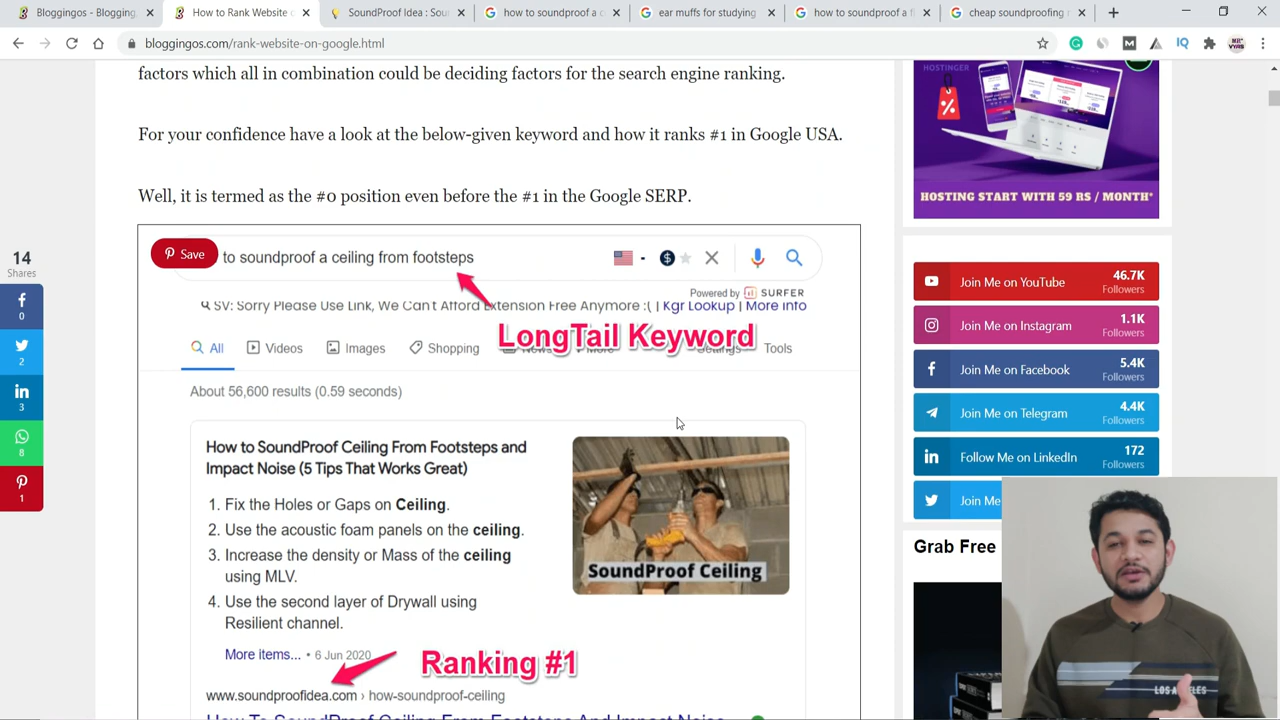 Bloggingos - Blogging,
How to Rank Website
SoundProof Idea : Sou
how to soundproof a c
ear muffs for studying
how to soundproof a f
cheap soundproofing m
bloggingos.com/rank-website-on-google.html
factors which all in combination could be deciding factors for the search engine ranking.
For your confidence have a look at the below-given keyword and how it ranks #1 in Google USA.
Well, it is termed as the #0 position even before the #1 in the Google SERP.
14
Shares
0
2
3
8
1
Save
to soundproof a ceiling from footsteps
Powered by SURFER
SV: Sorry Please Use Link, We Can't Afford Extension Free Anymore :( | Kgr Lookup | More info
LongTail Keyword
All Videos Images Shopping Tools
About 56,600 results (0.59 seconds)
How to SoundProof Ceiling From Footsteps and
Impact Noise (5 Tips That Works Great)
1. Fix the Holes or Gaps on Ceiling.
2. Use the acoustic foam panels on the ceiling.
3. Increase the density or Mass of the ceiling
using MLV.
4. Use the second layer of Drywall using
Resilient channel.
More items... • 6 Jun 2020
SoundProof Ceiling
Ranking #1
www.soundproofidea.com › how-soundproof-ceiling
How To SoundProof Ceiling From Footsteps And Impact Noise
HOSTINGER
HOSTING START WITH 59 RS / MONTH*
Join Me on YouTube
46.7K
Followers
Join Me on Instagram
1.1K
Followers
Join Me on Facebook
5.4K
Followers
Join Me on Telegram
4.4K
Followers
Follow Me on LinkedIn
172
Followers
Join Me
Grab Free
LOS ANGELES